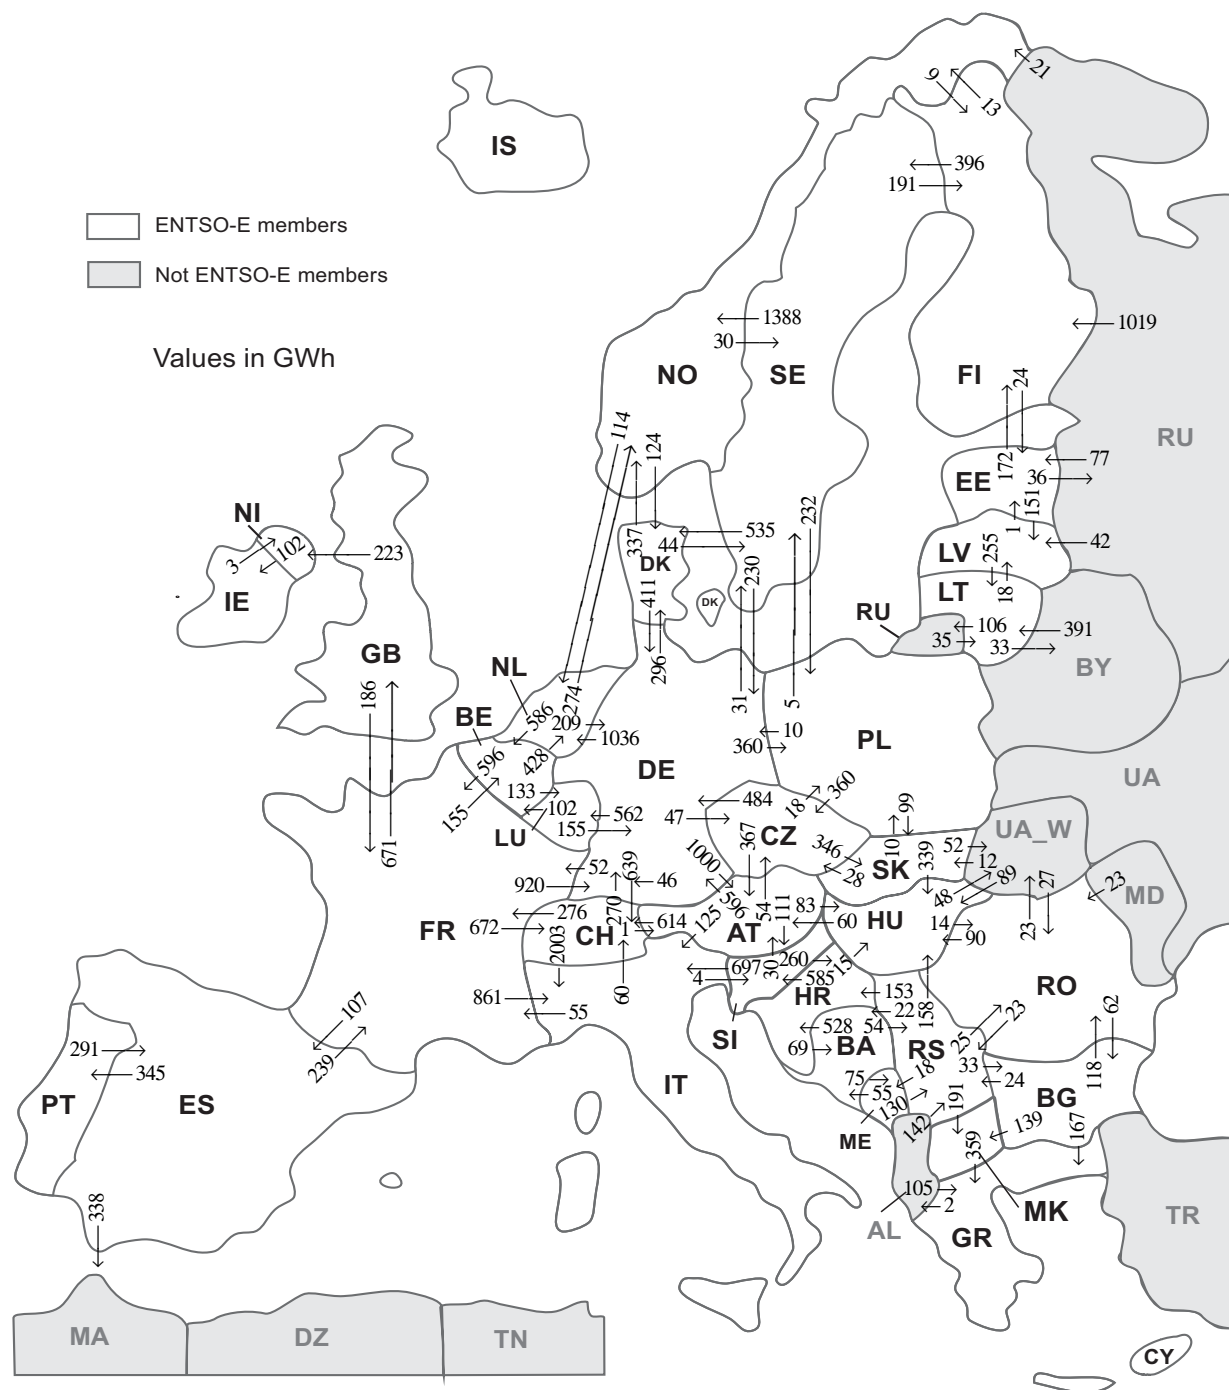 21
9
13
IS
396
191
ENTSO-E members
Not ENTSO-E members
Values in GWh
1388
30
1019
NO
SE
FI
24
RU
114
124
172
77
EE
36
232
151
NI
1
535
337
44
DK
102
223
3
LV
255
42
230
IE
411
DK
LT
18
RU
106
391
35
33
GB
296
BY
NL
186
274
31
5
BE
586
209
1036
10
360
PL
596
428
DE
UA
133
18
360
155
102
484
99
LU
155
562
47
CZ
UA_W
367
10
346
SK
339
52
12
671
1000
28
89
27
52
639
MD
23
920
46
596
54
48
FR
276
270
111
83
HU
672
CH
1
614
125
AT
60
14
23
2003
90
697
30
260
15
4
585
RO
861
60
HR
153
55
22
158
62
107
SI
528
54
25
23
291
BA
RS
239
69
33
345
IT
75
18
24
118
PT
ES
55
191
BG
130
ME
142
139
167
359
338
105
2
MK
AL
GR
TR
MA
DZ
TN
CY